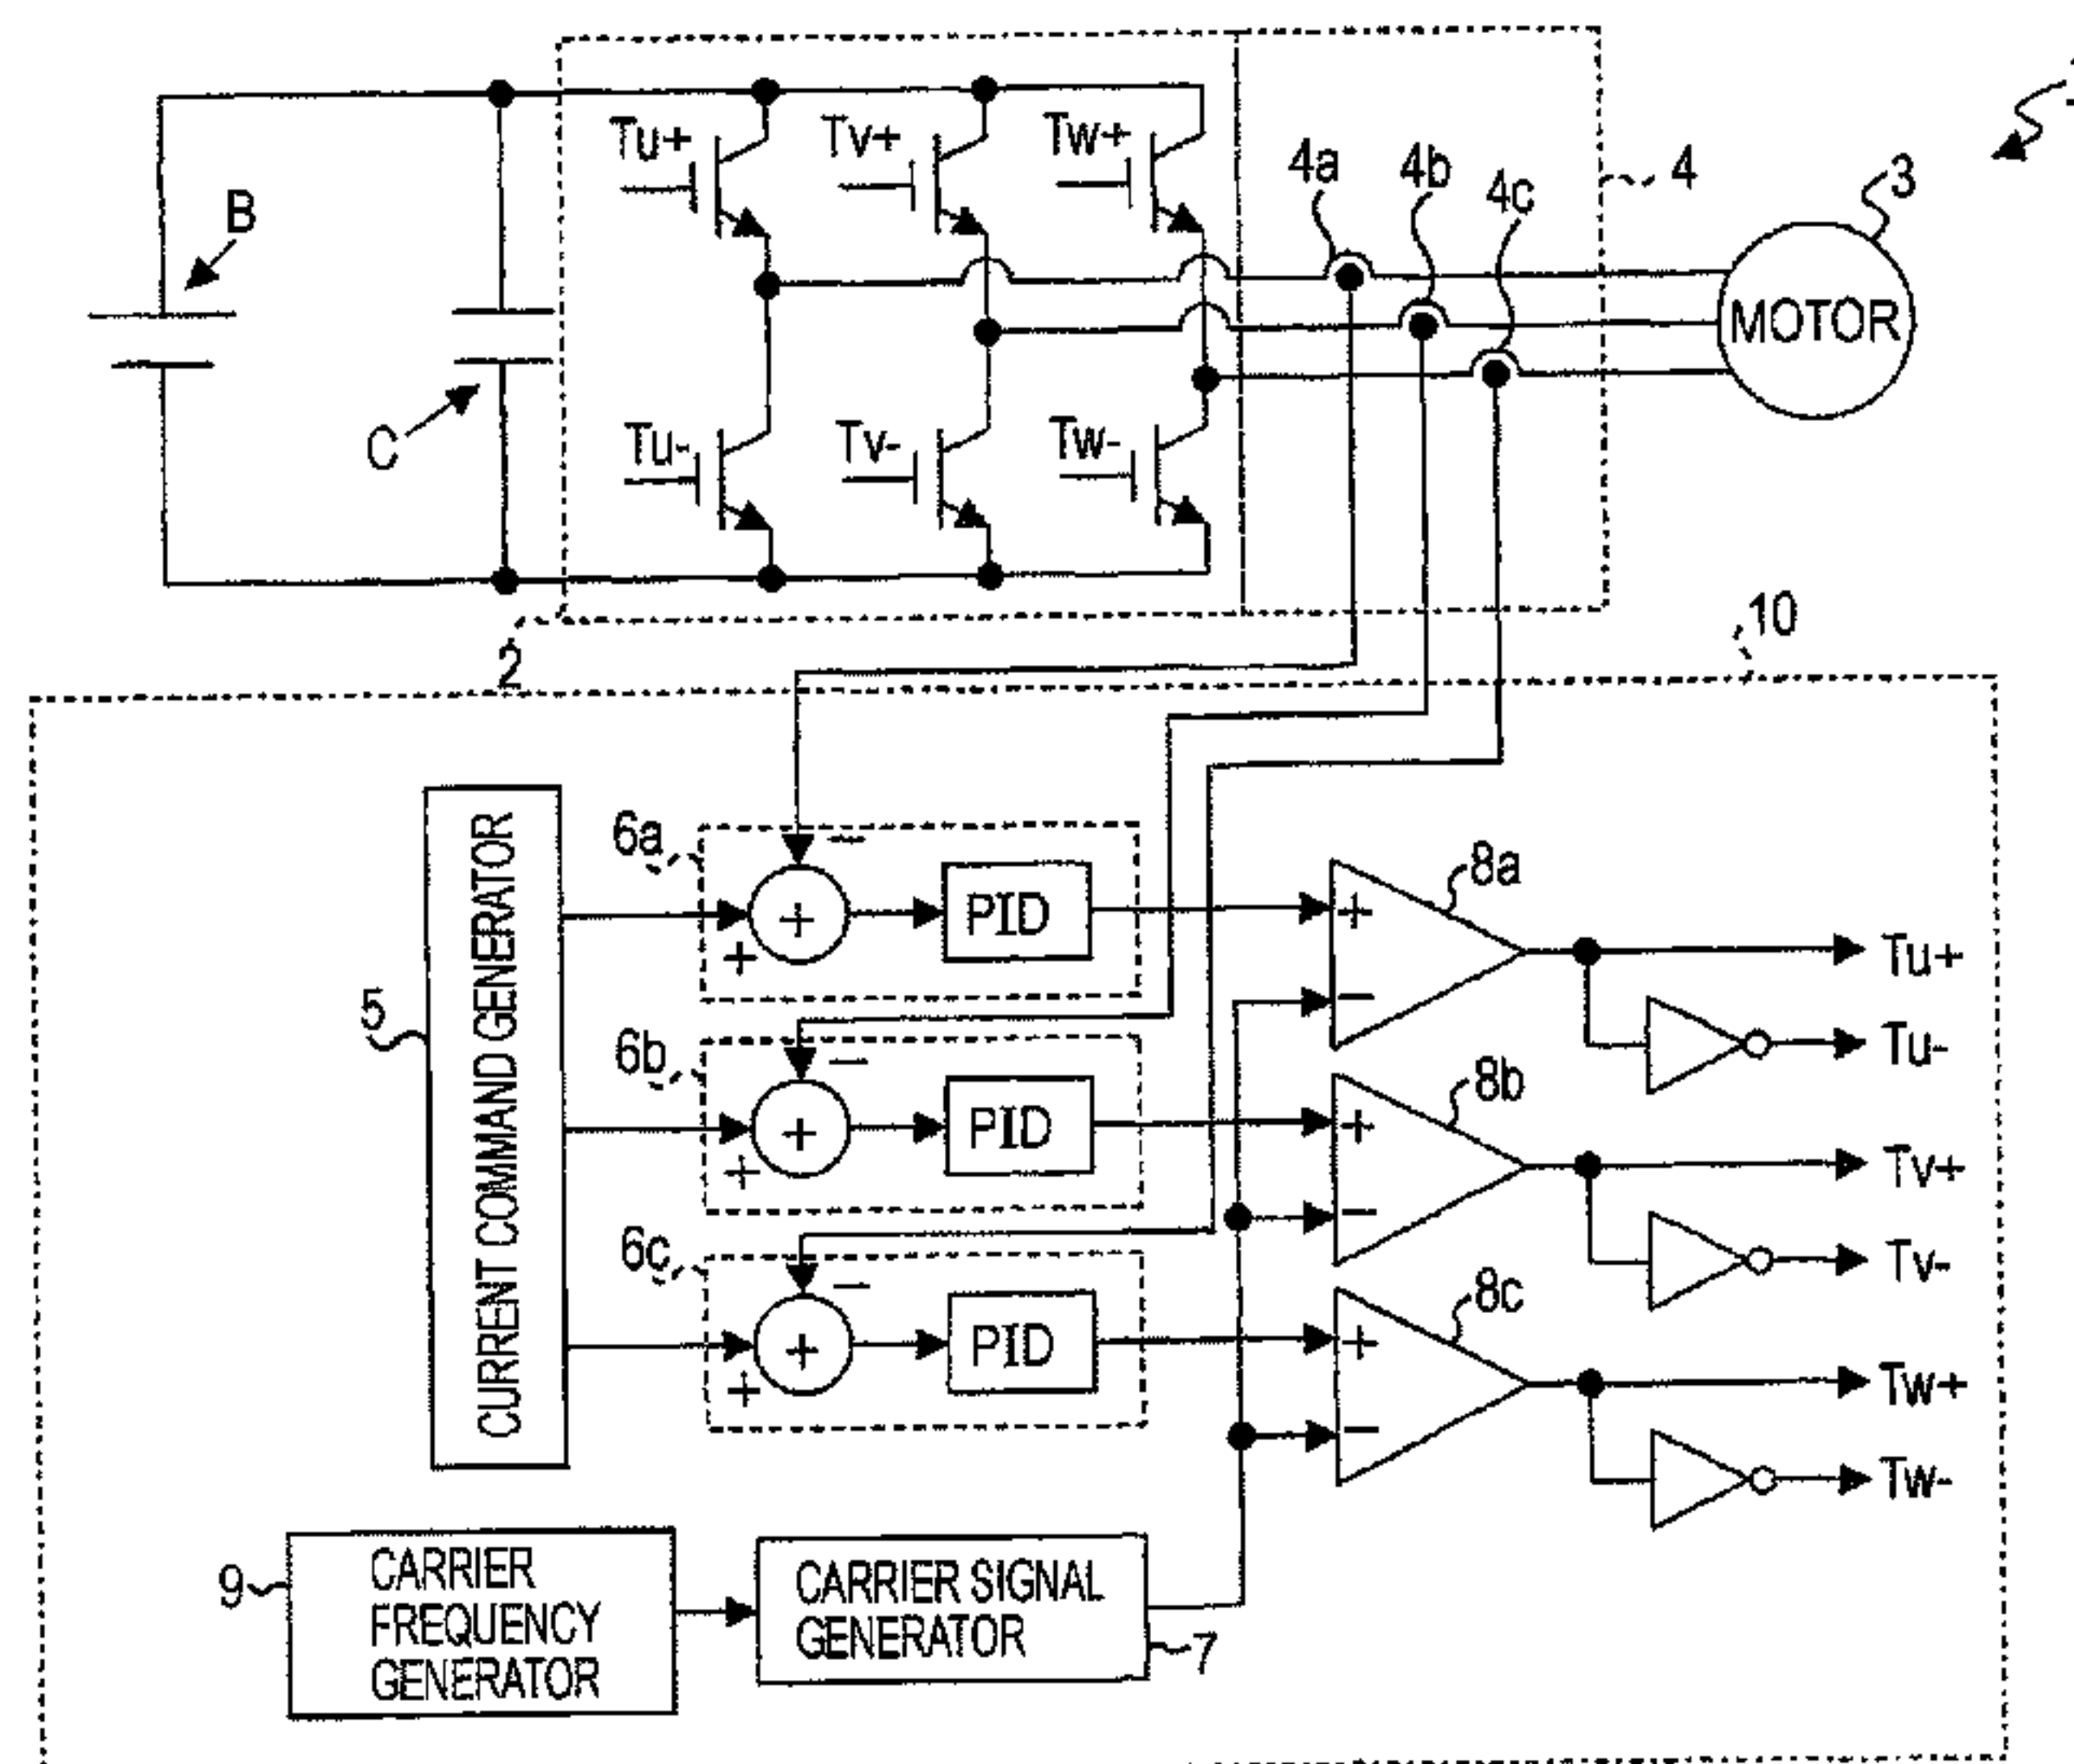 B
C
Tu+
Tv+
Tw+
Tu-
Tv-
Tw-
4a
4b
4c
4
3
MOTOR
2
10
5
CURRENT COMMAND GENERATOR
6a
−
+
+
PID
6b
−
+
+
PID
6c
−
+
+
PID
8a
+
−
8b
+
−
8c
+
−
Tu+
Tu-
Tv+
Tv-
Tw+
Tw-
9
CARRIER
FREQUENCY
GENERATOR
CARRIER SIGNAL
GENERATOR
7